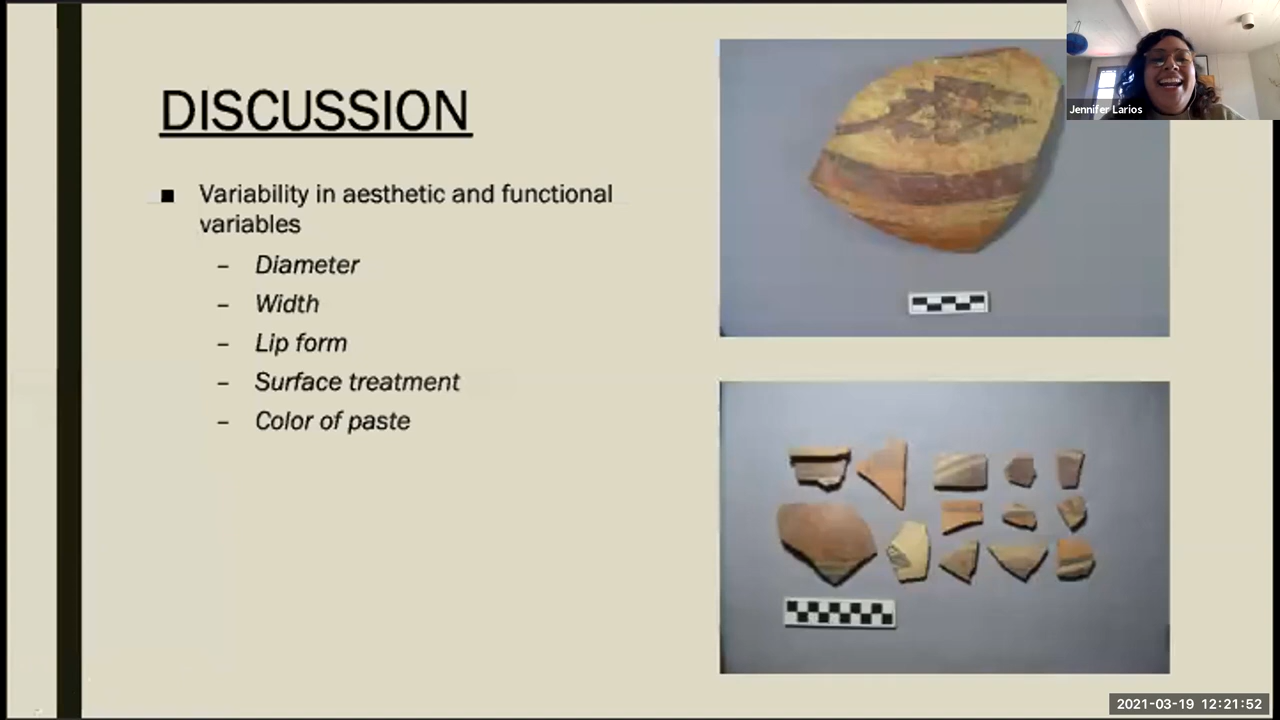 DISCUSSION
■ Variability in aesthetic and functional
variables
– Diameter
– Width
– Lip form
– Surface treatment
– Color of paste
Jennifer Larios
2021-03-19 12:21:52